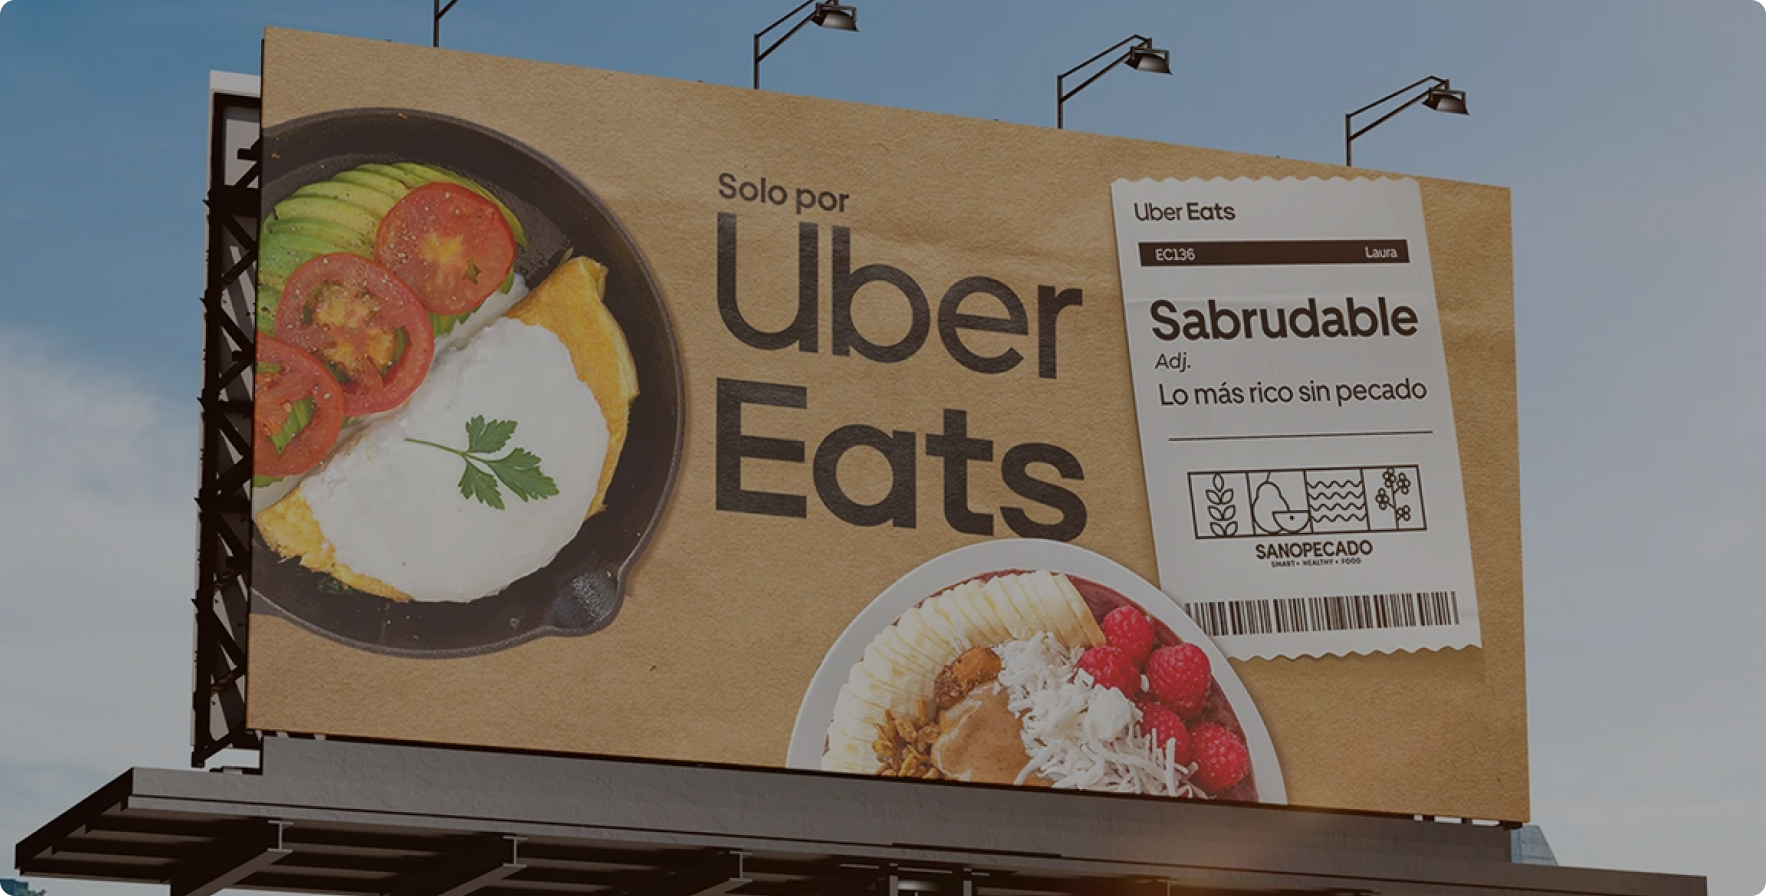 Solo por
Uber
Eats
Uber Eats
EC136 Laura
Sabrudable
Adj.
Lo más rico sin pecado
SANOPECADO
SMART • HEALTHY • FOOD